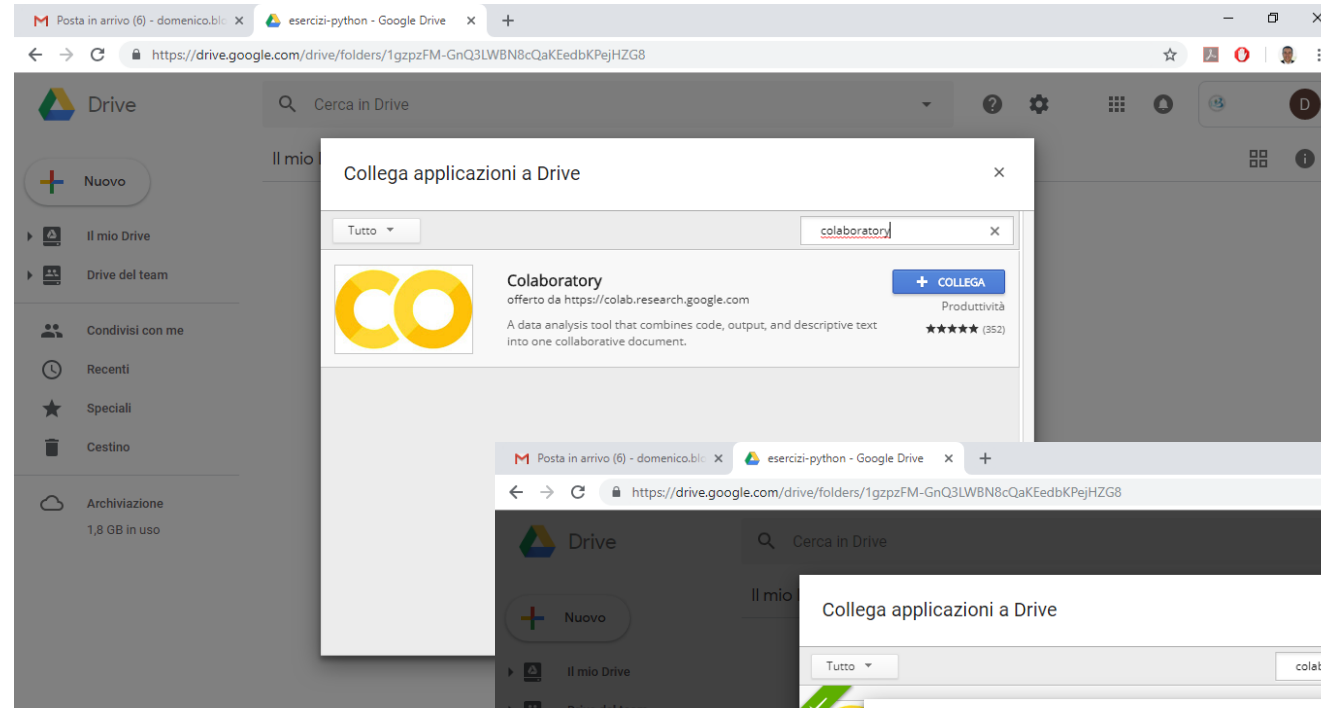 Posta in arrivo (6) - domenico.blo
esercizi-python - Google Drive
https://drive.google.com/drive/folders/1gzpzFM-GnQ3LWBN8cQaKEedbKPejHZG8
Drive
Cerca in Drive
D
Il mio
Nuovo
Il mio Drive
Drive del team
Condivisi con me
Recenti
Speciali
Cestino
Archiviazione
1,8 GB in uso
Collega applicazioni a Drive
Tutto
colaboratory
Colaboratory
offerto da https://colab.research.google.com
A data analysis tool that combines code, output, and descriptive text
into one collaborative document.
COLLEGA
Produttività
(352)
Posta in arrivo (6) - domenico.blo
esercizi-python - Google Drive
https://drive.google.com/drive/folders/1gzpzFM-GnQ3LWBN8cQaKEedbKPejHZG8
Drive
Cerca in Drive
Il mio
Nuovo
Il mio Drive
Collega applicazioni a Drive
Tutto
colab